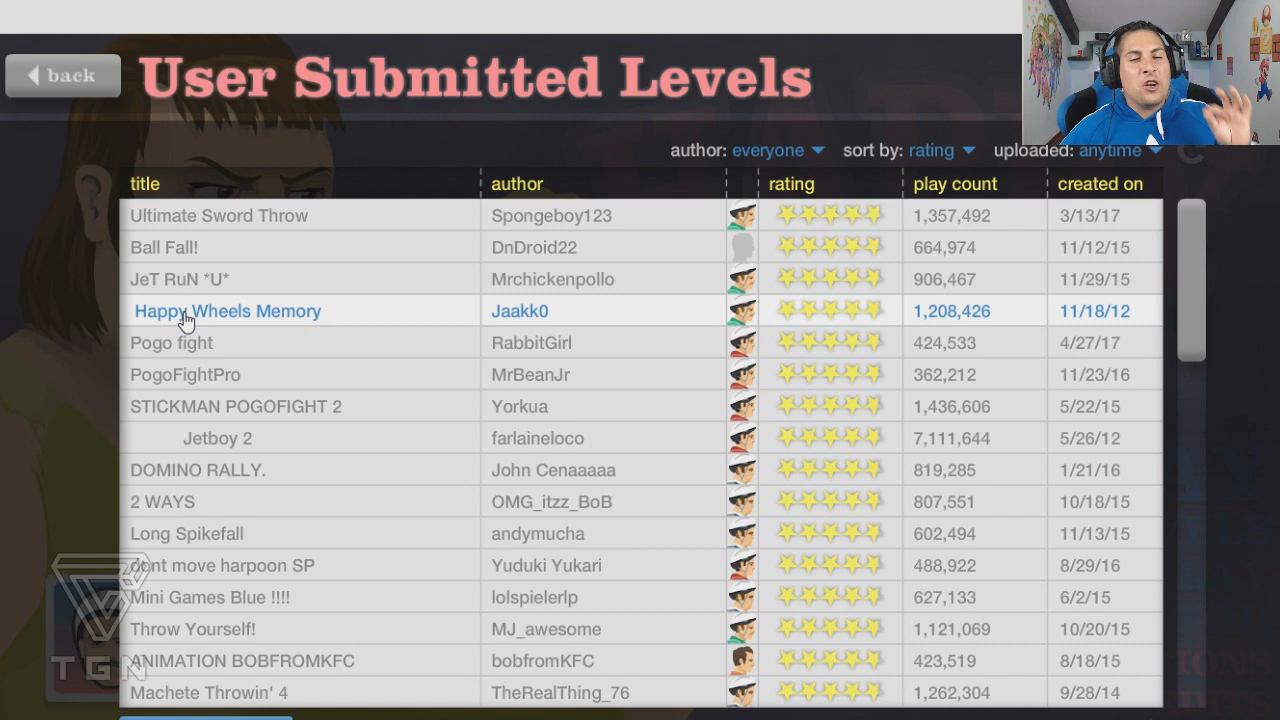 back
User Submitted Levels
author: everyone sort by: rating uploaded: anytime
title author rating play count created on
Ultimate Sword Throw Spongeboy123 1,357,492 3/13/17
Ball Fall! DnDroid22 664,974 11/12/15
JeT RuN *U* Mrchickenpollo 906,467 11/29/15
Happy Wheels Memory Jaakk0 1,208,426 11/18/12
Pogo fight RabbitGirl 424,533 4/27/17
PogoFightPro MrBeanJr 362,212 11/23/16
STICKMAN POGOFIGHT 2 Yorkua 1,436,606 5/22/15
Jetboy 2 farlaineloco 7,111,644 5/26/12
DOMINO RALLY. John Cenaaaaa 819,285 1/21/16
2 WAYS OMG_itzz_BoB 807,551 10/18/15
Long Spikefall andymucha 602,494 11/13/15
dont move harpoon SP Yuduki Yukari 488,922 8/29/16
Mini Games Blue !!!! lolspielerlp 627,133 6/2/15
Throw Yourself! MJ_awesome 1,121,069 10/20/15
ANIMATION BOBFROMKFC bobfromKFC 423,519 8/18/15
Machete Throwin' 4 TheRealThing_76 1,262,304 9/28/14
TGN